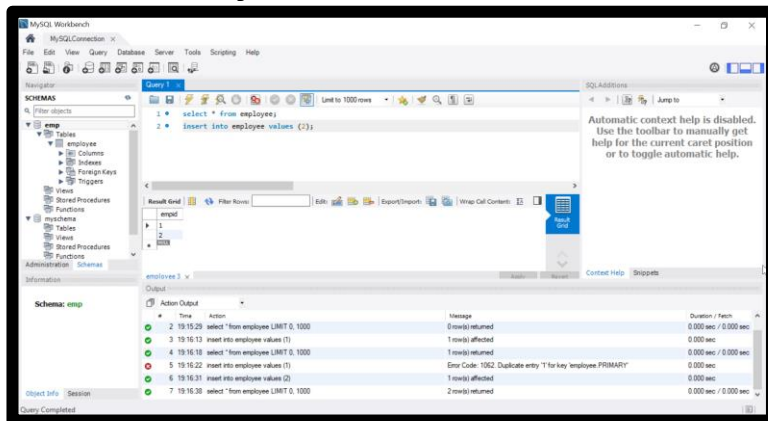 MySQL Workbench
MySQLConnection ×
File Edit View Query Database Server Tools Scripting Help
Navigator
SCHEMAS
Filter objects
emp
Tables
employee
Columns
Indexes
Foreign Keys
Triggers
Views
Stored Procedures
Functions
myschema
Tables
Views
Stored Procedures
Functions
Administration Schemas
Information
Schema: emp
Object Info Session
Query Completed
Query 1 ×
Limit to 1000 rows
1 select * from employee;
2 insert into employee values (2);
Result Grid Filter Rows: Edit: Export/Import: Wrap Cell Content:
empid
1
2
NULL
Result
Grid
employee 1 × Apply Revert
SQLAdditions
Jump to
Automatic context help is disabled.
Use the toolbar to manually get
help for the current caret position
or to toggle automatic help.
Context Help Snippets
Output
Action Output
# Time Action Message Duration / Fetch
2 19:15:29 select * from employee LIMIT 0, 1000 0 row(s) returned 0.000 sec / 0.000 sec
3 19:16:13 insert into employee values (1) 1 row(s) affected 0.000 sec
4 19:16:18 select * from employee LIMIT 0, 1000 1 row(s) returned 0.000 sec / 0.000 sec
5 19:16:22 insert into employee values (1) Error Code: 1062. Duplicate entry '1' for key 'employee.PRIMARY' 0.000 sec
6 19:16:31 insert into employee values (2) 1 row(s) affected 0.000 sec
7 19:16:38 select * from employee LIMIT 0, 1000 2 row(s) returned 0.000 sec / 0.000 sec